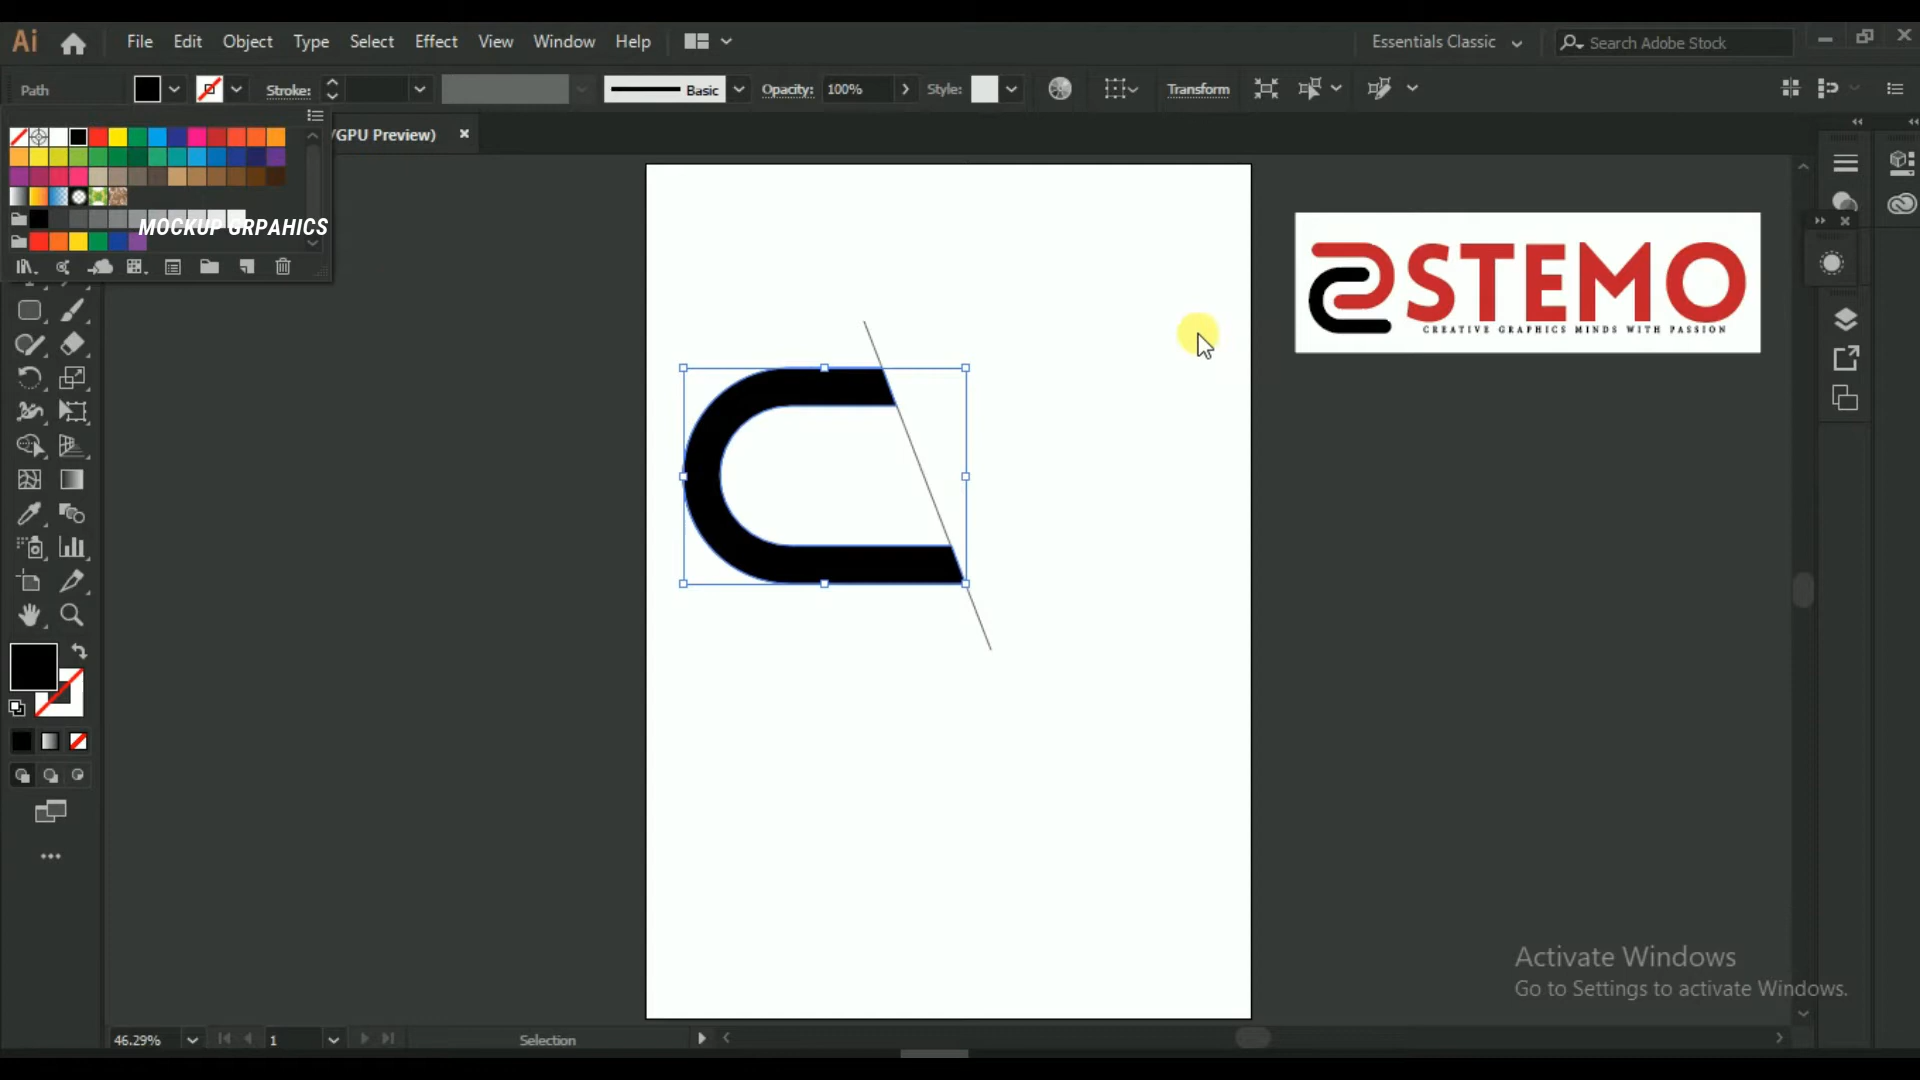 Ai File Edit Object Type Select Effect View Window Help Essentials Classic Search Adobe Stock
Path Stroke: Basic Opacity: 100% Style: Transform
/GPU Preview)
MOCKUP GRPAHICS
STEMO
CREATIVE GRAPHICS MINDS WITH PASSION
Activate Windows
Go to Settings to activate Windows.
46.29% 1 Selection